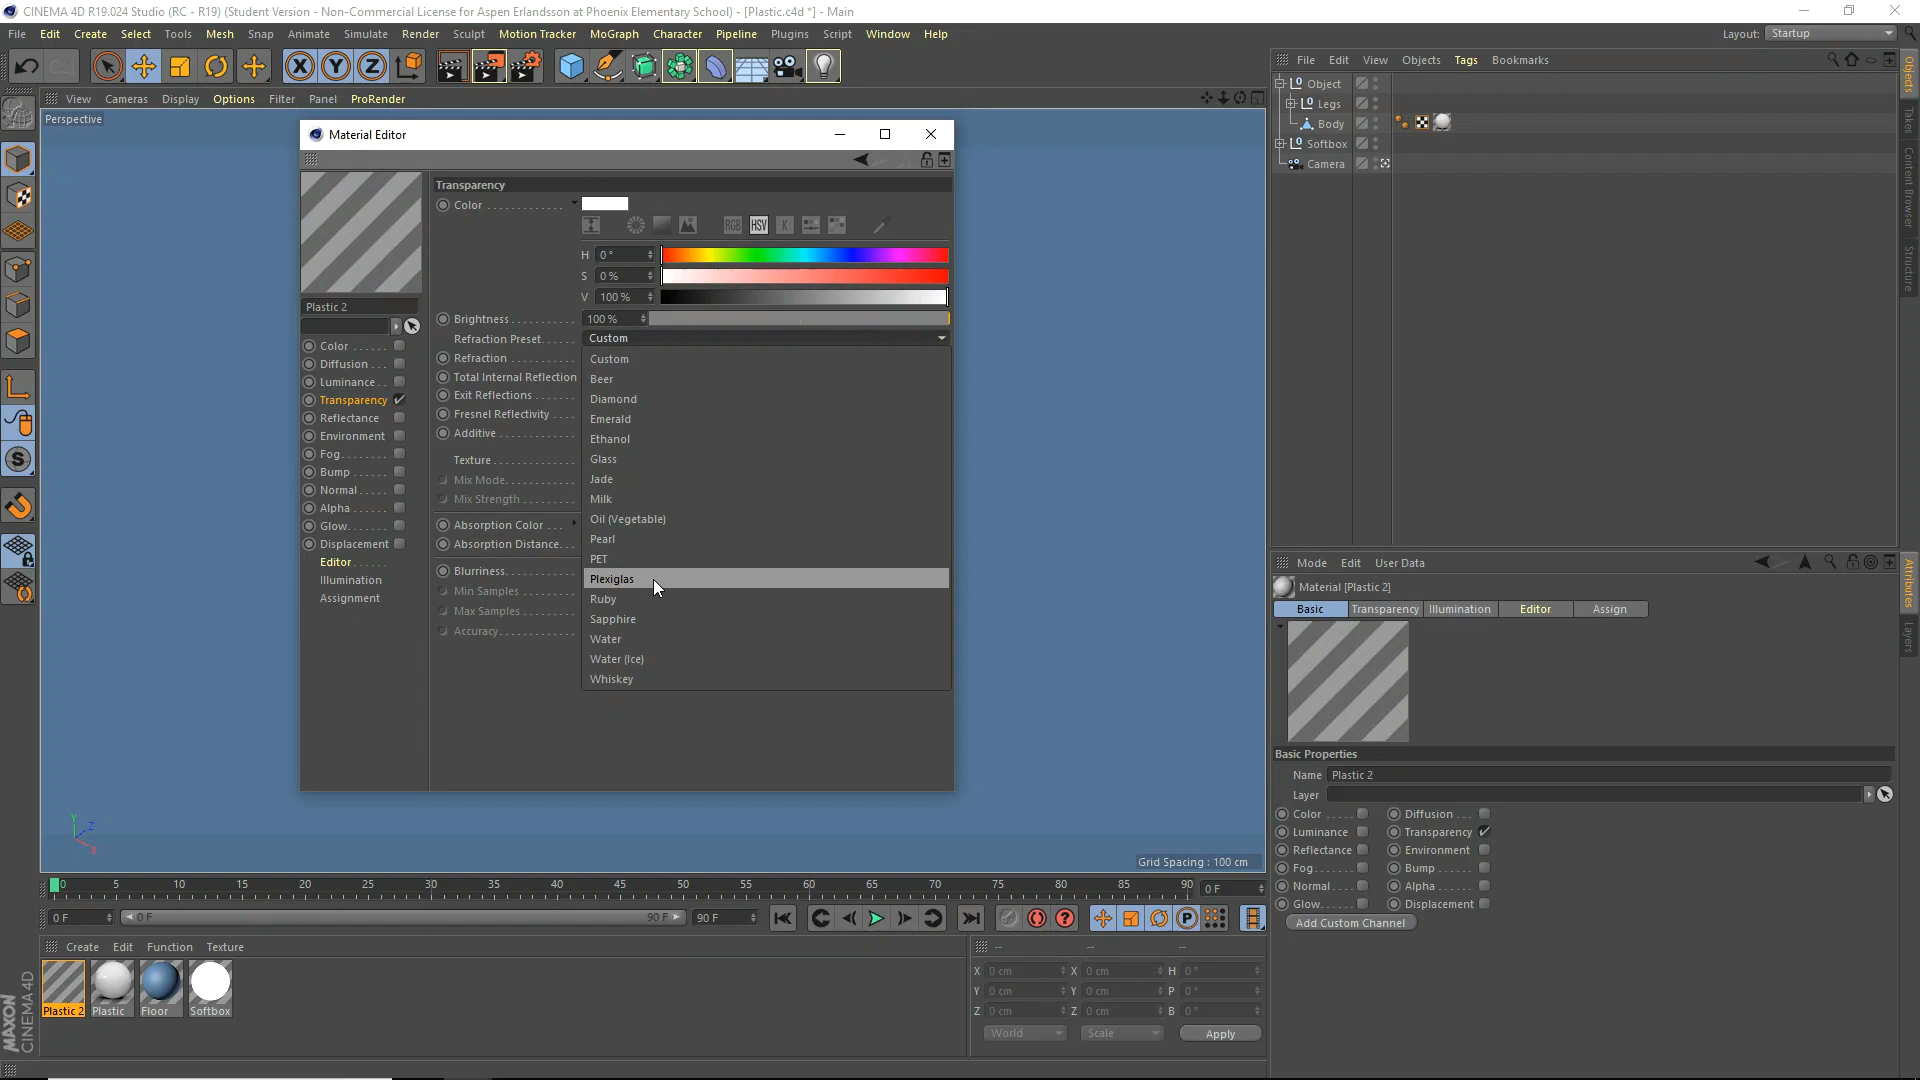 CINEMA 4D R19.024 Studio (RC - R19) (Student Version - Non-Commercial License for Aspen Erlandsson at Phoenix Elementary School) - [Plastic.c4d *] - Main
File Edit Create Select Tools Mesh Snap Animate Simulate Render Sculpt Motion Tracker MoGraph Character Pipeline Plugins Script Window Help
Layout: Startup
X Y Z
View Cameras Display Options Filter Panel ProRender
Perspective
Material Editor
Transparency
Color
RGB HSV K
H 0 °
S 0 %
V 100 %
Brightness 100 %
Refraction Preset Custom
Refraction
Total Internal Reflection
Exit Reflections
Fresnel Reflectivity
Additive
Texture
Mix Mode
Mix Strength
Absorption Color
Absorption Distance
Blurriness
Min Samples
Max Samples
Accuracy
Custom
Beer
Diamond
Emerald
Ethanol
Glass
Jade
Milk
Oil (Vegetable)
Pearl
PET
Plexiglas
Ruby
Sapphire
Water
Water (Ice)
Whiskey
Plastic 2
Color
Diffusion
Luminance
Transparency
Reflectance
Environment
Fog
Bump
Normal
Alpha
Glow
Displacement
Editor
Illumination
Assignment
Y Z X
Grid Spacing : 100 cm
File Edit View Objects Tags Bookmarks
Object
Legs
Body
Softbox
Camera
Objects
Takes
Content Browser
Structure
Mode Edit User Data
Material [Plastic 2]
Basic Transparency Illumination Editor Assign
Basic Properties
Name Plastic 2
Layer
Color Diffusion
Luminance Transparency
Reflectance Environment
Fog Bump
Normal Alpha
Glow Displacement
Add Custom Channel
Attributes
Layers
0 5 10 15 20 25 30 35 40 45 50 55 60 65 70 75 80 85 90 0 F
0 F 0 F 90 F 90 F
Create Edit Function Texture
Plastic 2 Plastic Floor Softbox
-- -- --
X 0 cm X 0 cm H 0 °
Y 0 cm Y 0 cm P 0 °
Z 0 cm Z 0 cm B 0 °
World Scale Apply
MAXON
CINEMA 4D